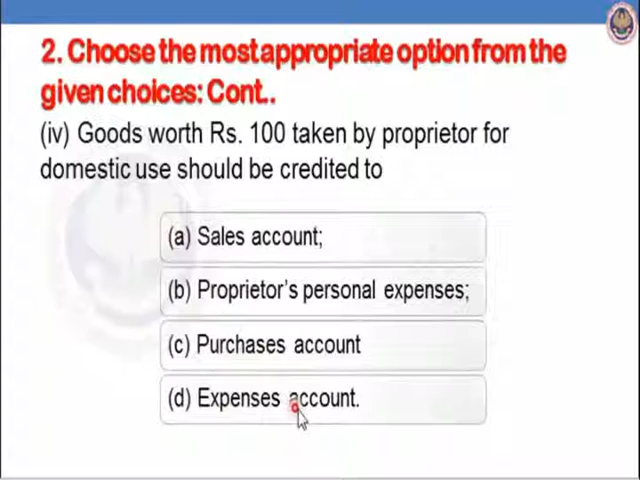 2. Choose the most appropriate option from the
given choices: Cont..
(iv) Goods worth Rs. 100 taken by proprietor for
domestic use should be credited to
(a) Sales account;
(b) Proprietor's personal expenses;
(c) Purchases account
(d) Expenses account.